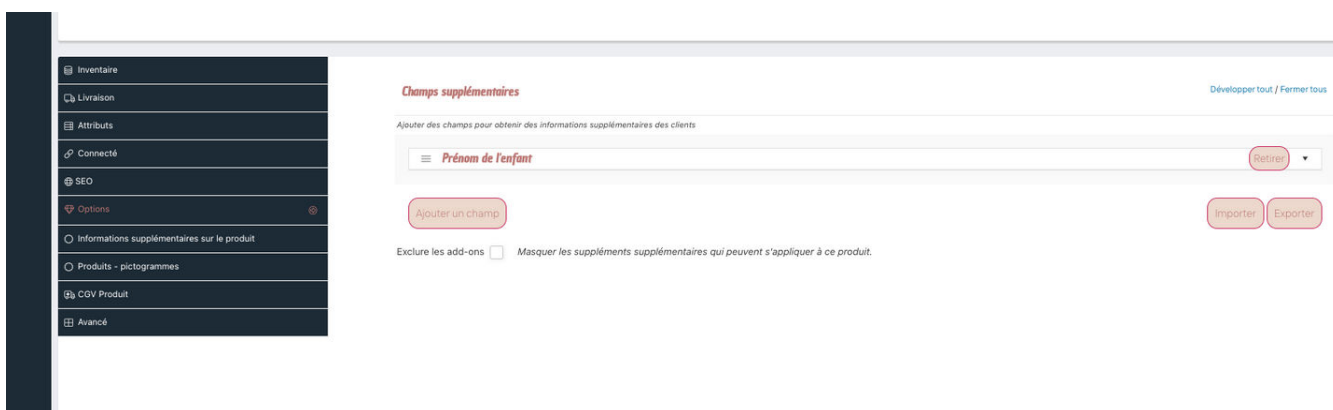 Inventaire
Livraison
Attributs
Connecté
SEO
Options
Informations supplémentaires sur le produit
Produits - pictogrammes
CGV Produit
Avancé
Champs supplémentaires
Développer tout / Fermer tous
Ajouter des champs pour obtenir des informations supplémentaires des clients
Prénom de l'enfant
Retirer
Ajouter un champ
Importer
Exporter
Exclure les add-ons
Masquer les suppléments supplémentaires qui peuvent s'appliquer à ce produit.